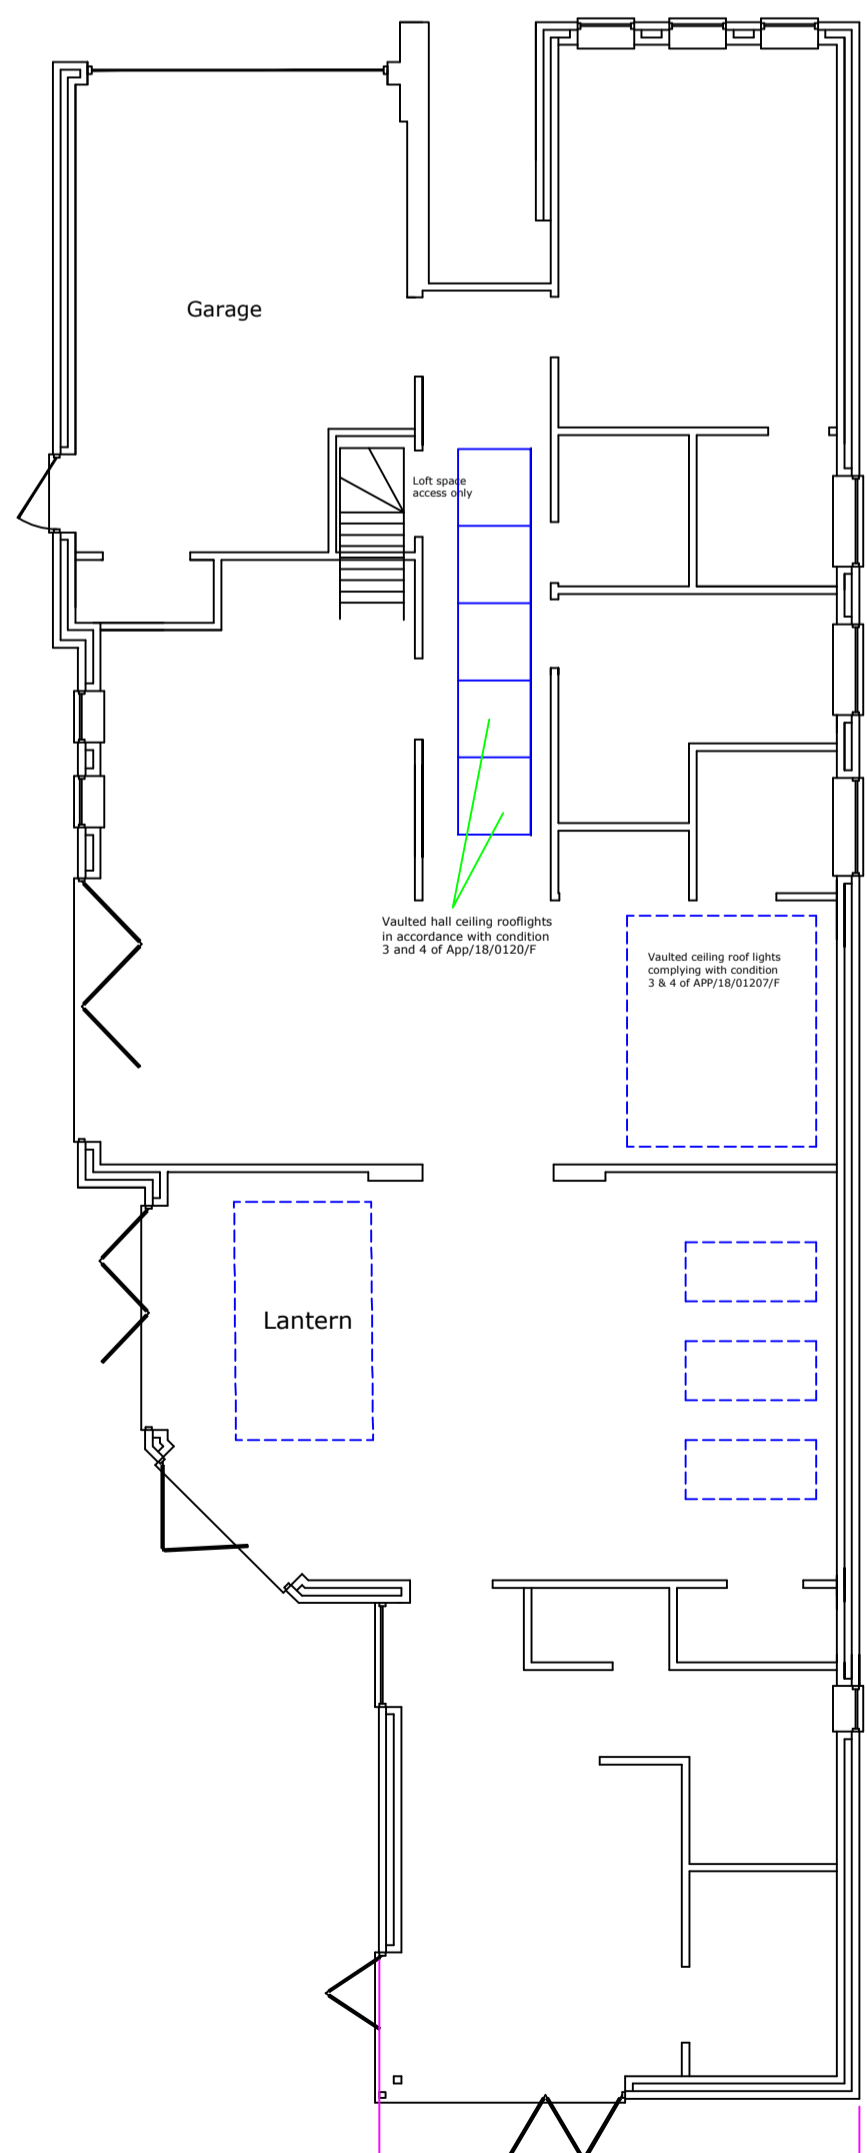 Garage
Loft space
access only
Vaulted hall ceiling rooflights
in accordance with condition
3 and 4 of App/18/0120/F
Vaulted ceiling roof lights
complying with condition
3 & 4 of APP/18/01207/F
Lantern